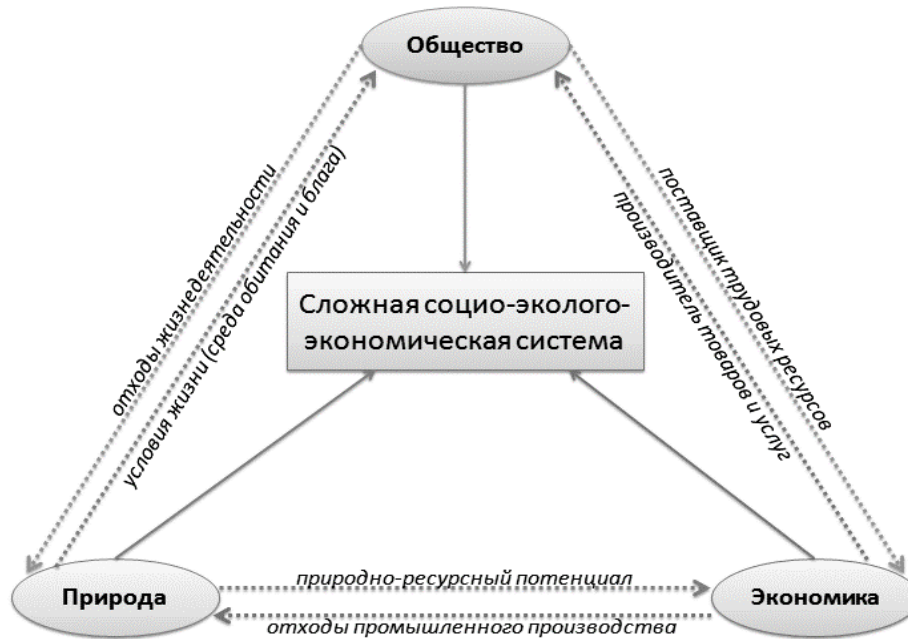 Общество
отходы жизнедеятельности
условия жизни (среда обитания и блага)
поставщик трудовых ресурсов
производитель товаров и услуг
Сложная социо-эколого-
экономическая система
Природа
природно-ресурсный потенциал
отходы промышленного производства
Экономика